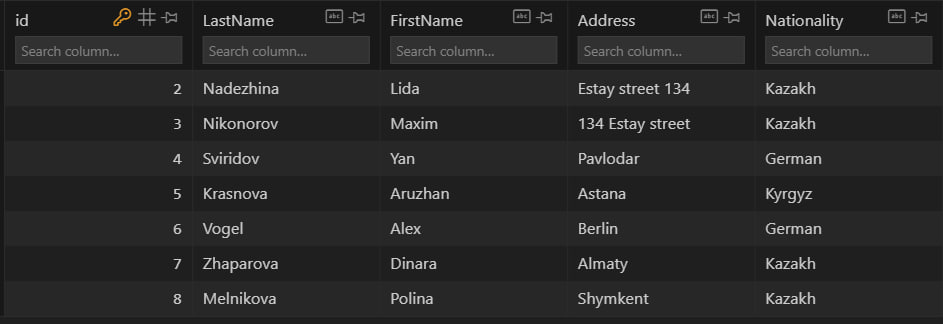 id LastName FirstName Address Nationality
Search column... Search column... Search column... Search column... Search column...
2 Nadezhina Lida Estay street 134 Kazakh
3 Nikonorov Maxim 134 Estay street Kazakh
4 Sviridov Yan Pavlodar German
5 Krasnova Aruzhan Astana Kyrgyz
6 Vogel Alex Berlin German
7 Zhaparova Dinara Almaty Kazakh
8 Melnikova Polina Shymkent Kazakh